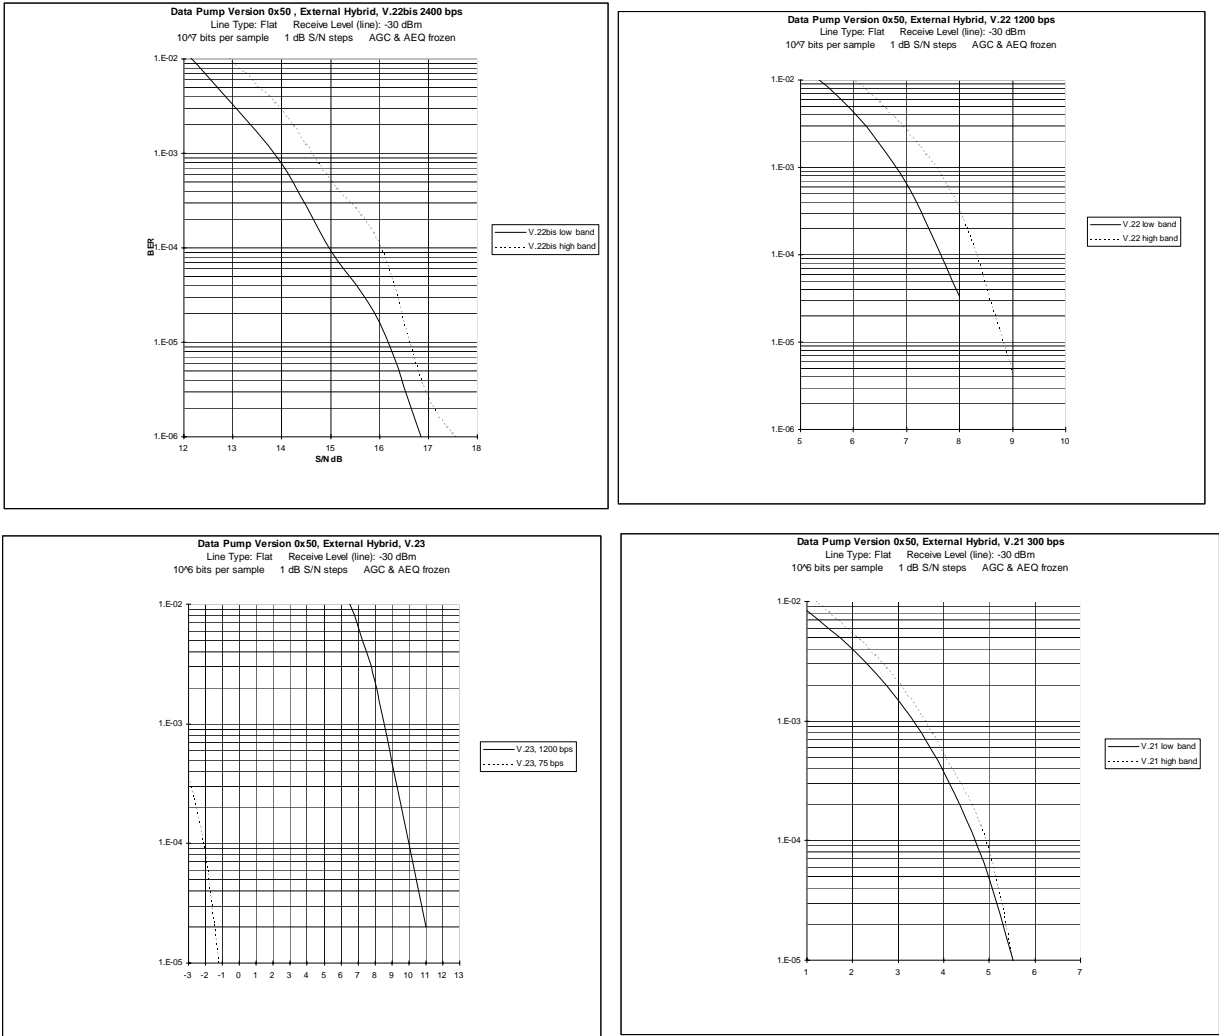 Data Pump Version 0x50 , External Hybrid, V.22bis 2400 bps
Line Type: Flat Receive Level (line): -30 dBm
10^7 bits per sample 1 dB S/N steps AGC & AEQ frozen
1.E-02
1.E-03
1.E-04
1.E-05
1.E-06
BER
12 13 14 15 16 17 18
S/N dB
V.22bis low band
V.22bis high band
Data Pump Version 0x50, External Hybrid, V.22 1200 bps
Line Type: Flat Receive Level (line): -30 dBm
10^7 bits per sample 1 dB S/N steps AGC & AEQ frozen
1.E-02
1.E-03
1.E-04
1.E-05
1.E-06
5 6 7 8 9 10
V.22 low band
V.22 high band
Data Pump Version 0x50, External Hybrid, V.23
Line Type: Flat Receive Level (line): -30 dBm
10^6 bits per sample 1 dB S/N steps AGC & AEQ frozen
1.E-02
1.E-03
1.E-04
1.E-05
-3 -2 -1 0 1 2 3 4 5 6 7 8 9 10 11 12 13
V.23, 1200 bps
V.23, 75 bps
Data Pump Version 0x50, External Hybrid, V.21 300 bps
Line Type: Flat Receive Level (line): -30 dBm
10^6 bits per sample 1 dB S/N steps AGC & AEQ frozen
1.E-02
1.E-03
1.E-04
1.E-05
1 2 3 4 5 6 7
V.21 low band
V.21 high band